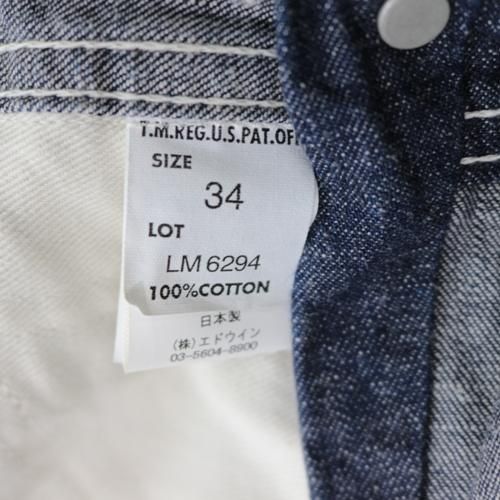 T.M.REG.U.S.PAT.OF
SIZE
34
LOT
LM 6294
100%COTTON
日本製
(株)エドウイン
03-5604-8900